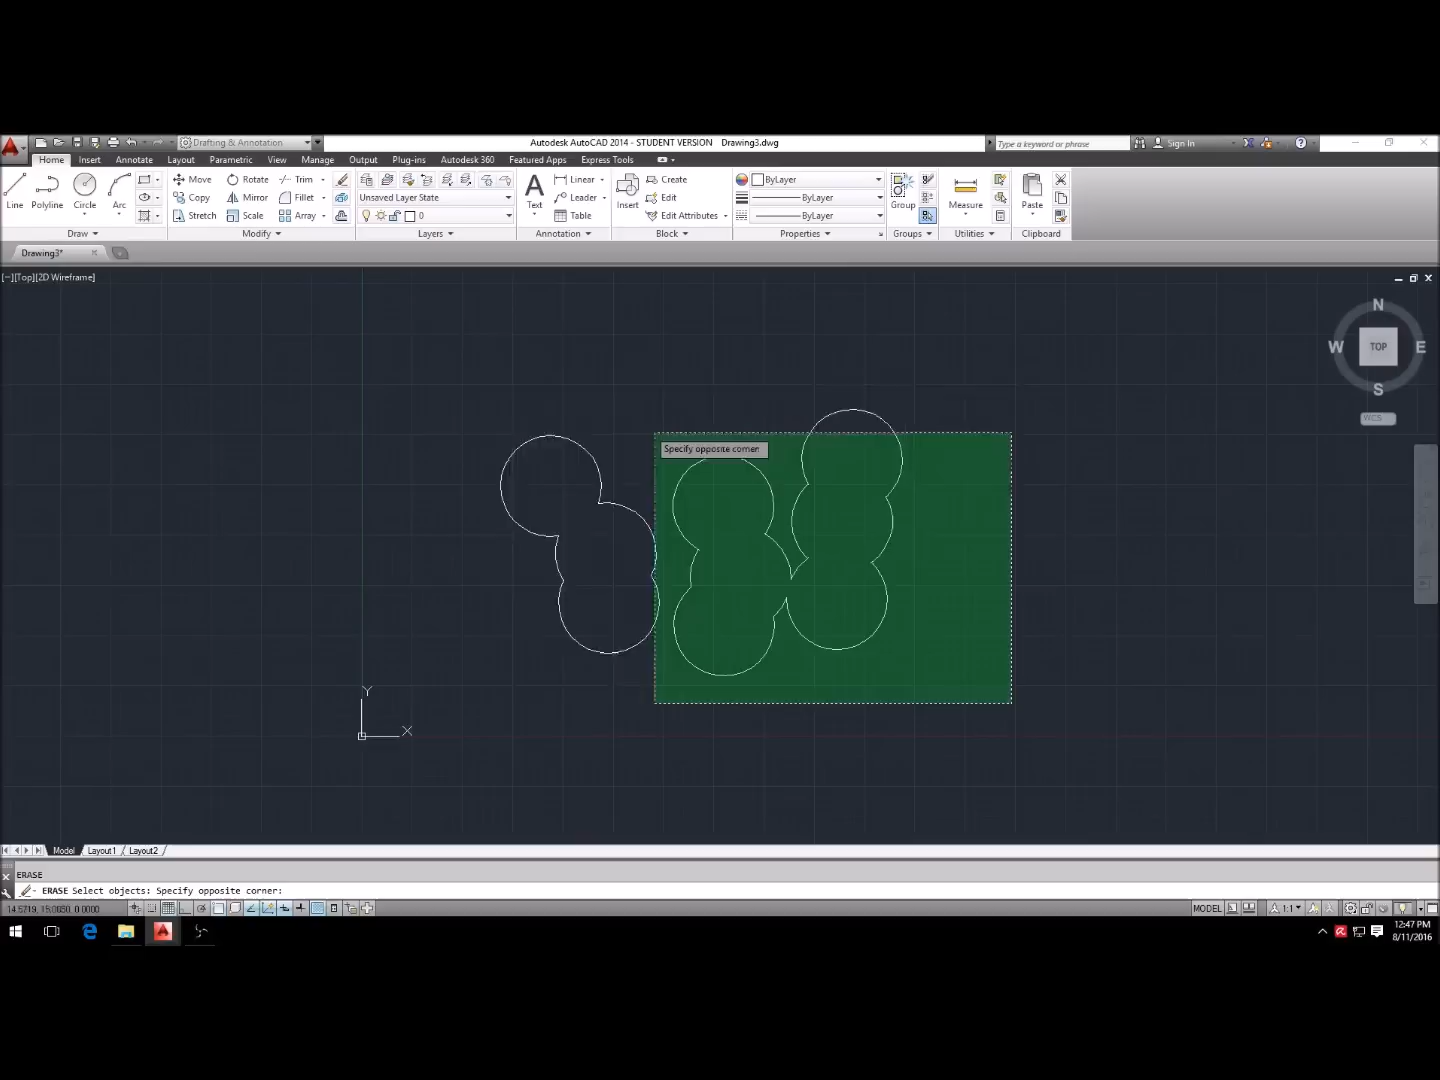 Drafting & Annotation
Autodesk AutoCAD 2014 - STUDENT VERSION Drawing3.dwg
Type a keyword or phrase
Sign In
Home Insert Annotate Layout Parametric View Manage Output Plug-ins Autodesk 360 Featured Apps Express Tools
Line
Polyline
Circle
Arc
Move
Rotate
Trim
Copy
Mirror
Fillet
Stretch
Scale
Array
Unsaved Layer State
0
Text
Linear
Leader
Table
Insert
Create
Edit
Edit Attributes
ByLayer
ByLayer
ByLayer
Group
Measure
Paste
Draw
Modify
Layers
Annotation
Block
Properties
Groups
Utilities
Clipboard
Drawing3*
[−][Top][2D Wireframe]
N
W
TOP
E
S
WCS
Specify opposite corner:
Y
X
Model Layout1 Layout2
ERASE
ERASE Select objects: Specify opposite corner:
MODEL
1:1
12:47 PM
8/11/2016